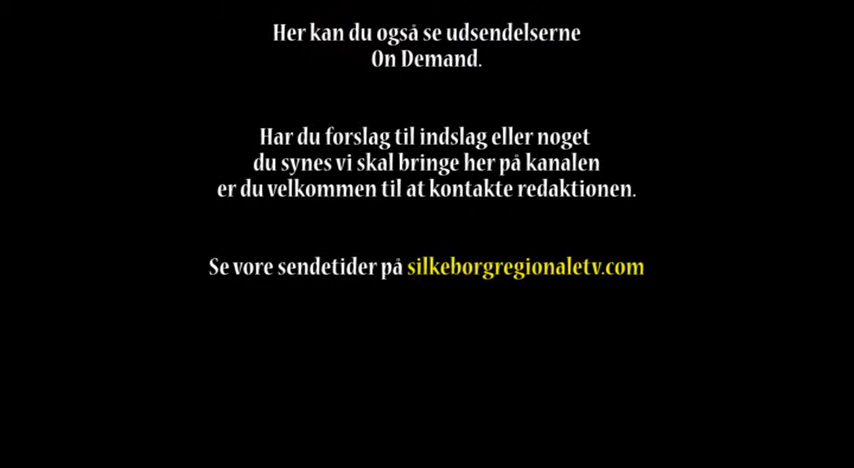 Her kan du også se udsendelserne
On Demand.
Har du forslag til indslag eller noget
du synes vi skal bringe her på kanalen
er du velkommen til at kontakte redaktionen.
Se vore sendetider på silkeborgregionaletv.com